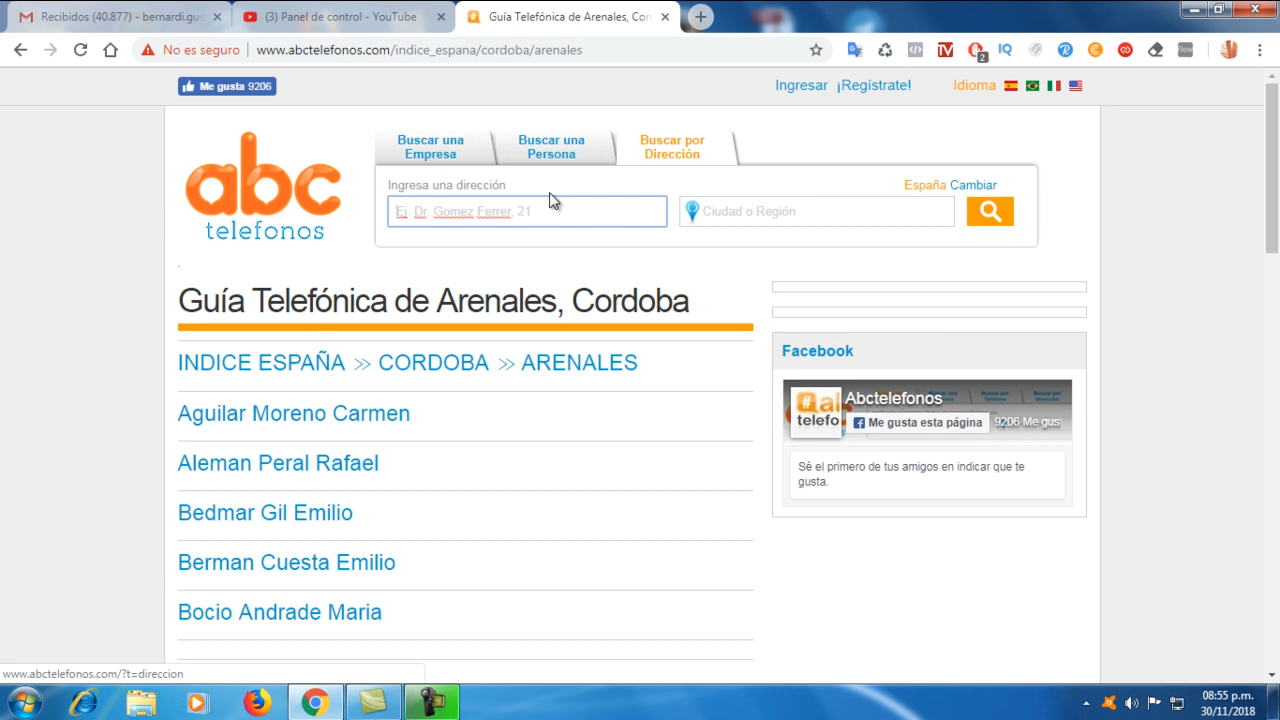 Recibidos (40.877) - bernardi.gus
(3) Panel de control - YouTube
Guía Telefónica de Arenales, Cor
No es seguro
www.abctelefonos.com/indice_espana/cordoba/arenales
TV
2
IQ
flow
Me gusta 9206
Ingresar ¡Regístrate!
Idioma
abc
telefonos
Buscar una
Empresa
Buscar una
Persona
Buscar por
Dirección
Ingresa una dirección
España Cambiar
Ej. Dr. Gomez Ferrer, 21
Ciudad o Región
Guía Telefónica de Arenales, Cordoba
INDICE ESPAÑA >> CORDOBA >> ARENALES
Aguilar Moreno Carmen
Aleman Peral Rafael
Bedmar Gil Emilio
Berman Cuesta Emilio
Bocio Andrade Maria
Facebook
Abctelefonos
Me gusta esta página
9206 Me gus
Sé el primero de tus amigos en indicar que te
gusta.
www.abctelefonos.com/?t=direccion
08:55 p.m.
30/11/2018